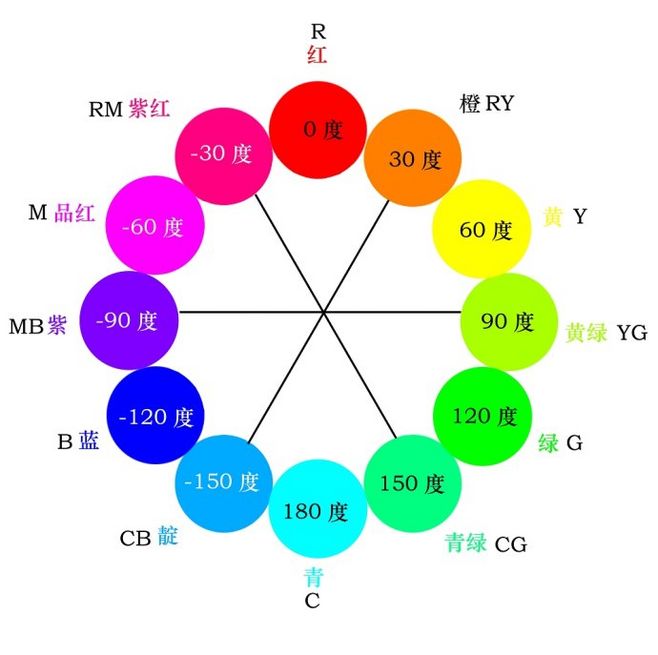 R
红
RM 紫红
0 度
橙 RY
-30 度
30 度
M 品红
-60 度
60 度
黄 Y
MB 紫
-90 度
90 度
黄绿 YG
B 蓝
-120 度
120 度
绿 G
CB 靛
-150 度
180 度
150 度
青绿 CG
青
C